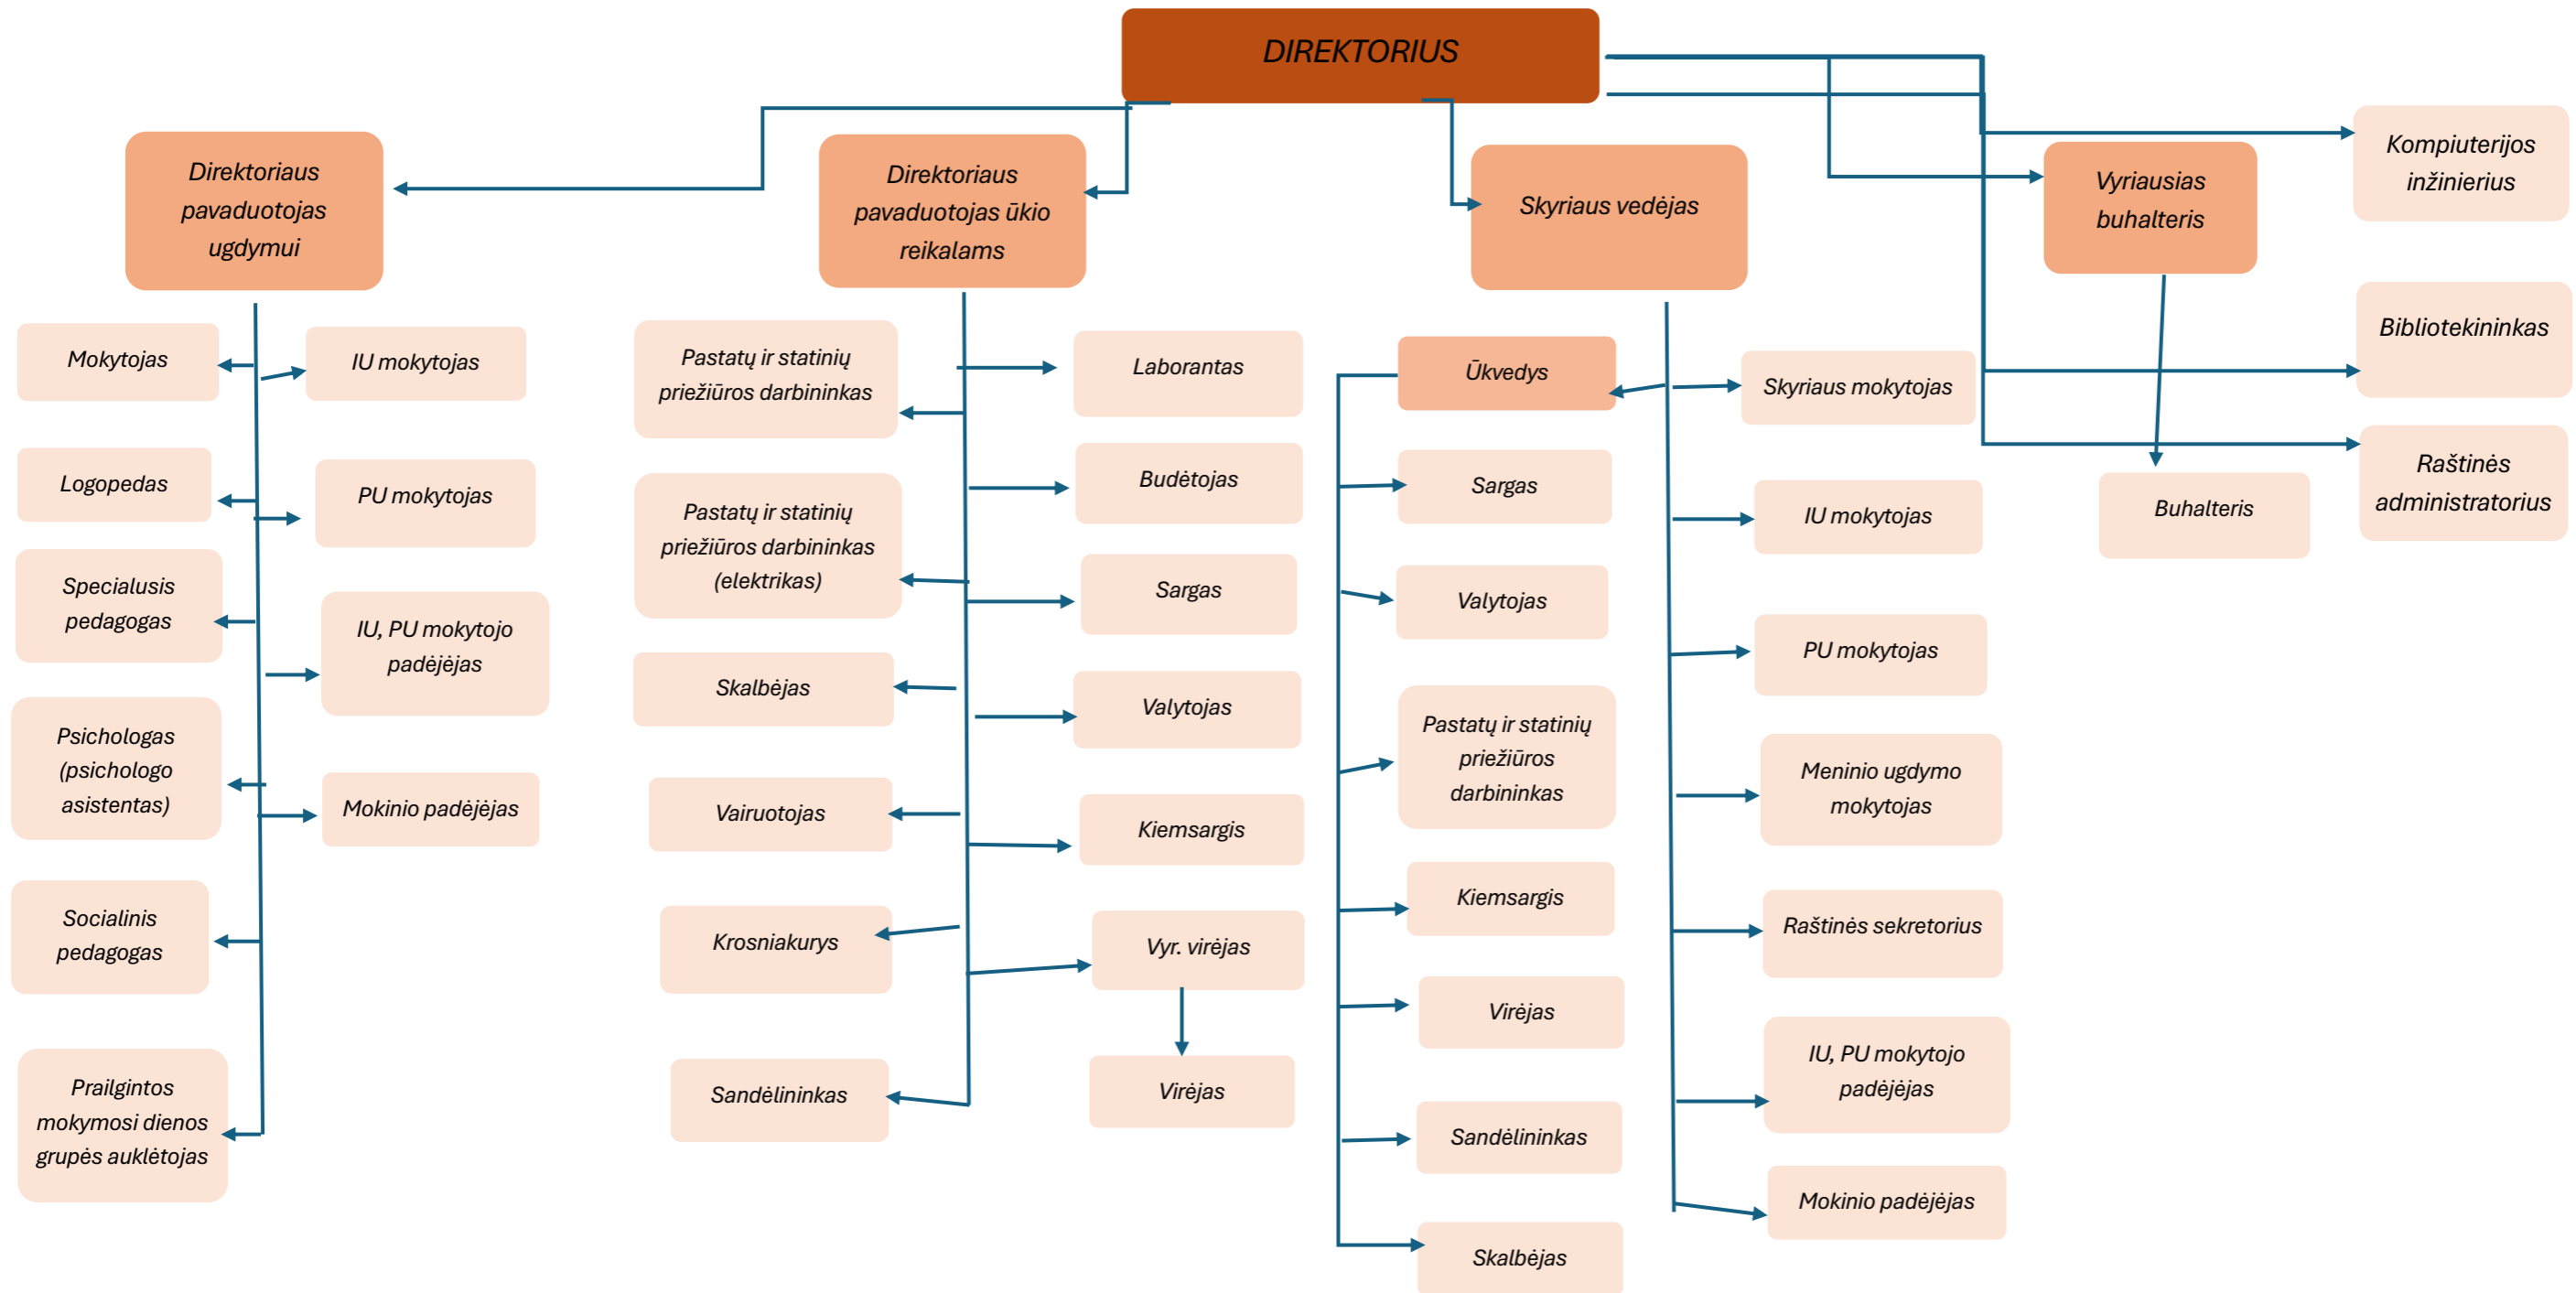 DIREKTORIUS
Direktoriaus
pavaduotojas
ugdymui
Direktoriaus
pavaduotojas ūkio
reikalams
Skyriaus vedėjas
Vyriausias
buhalteris
Kompiuterijos
inžinierius
Bibliotekininkas
Raštinės
administratorius
Buhalteris
Mokytojas
Logopedas
Specialusis
pedagogas
Psichologas
(psichologo
asistentas)
Socialinis
pedagogas
Prailgintos
mokymosi dienos
grupės auklėtojas
IU mokytojas
PU mokytojas
IU, PU mokytojo
padėjėjas
Mokinio padėjėjas
Pastatų ir statinių
priežiūros darbininkas
Pastatų ir statinių
priežiūros darbininkas
(elektrikas)
Skalbėjas
Vairuotojas
Krosniakurys
Sandėlininkas
Laborantas
Budėtojas
Sargas
Valytojas
Kiemsargis
Vyr. virėjas
Virėjas
Ūkvedys
Sargas
Valytojas
Pastatų ir statinių
priežiūros
darbininkas
Kiemsargis
Virėjas
Sandėlininkas
Skalbėjas
Skyriaus mokytojas
IU mokytojas
PU mokytojas
Meninio ugdymo
mokytojas
Raštinės sekretorius
IU, PU mokytojo
padėjėjas
Mokinio padėjėjas